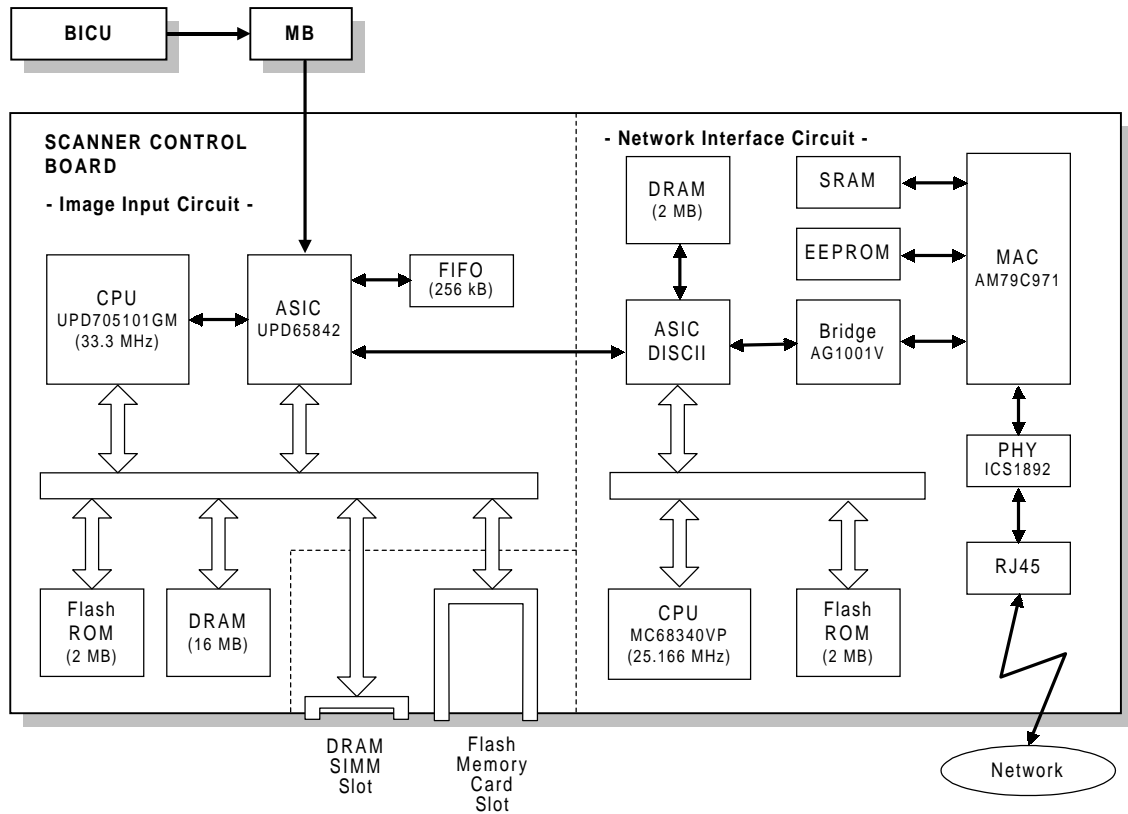 BICU
MB
SCANNER CONTROL
BOARD
- Image Input Circuit -
- Network Interface Circuit -
CPU
UPD705101GM
(33.3 MHz)
ASIC
UPD65842
FIFO
(256 kB)
DRAM
(2 MB)
SRAM
EEPROM
MAC
AM79C971
ASIC
DISCII
Bridge
AG1001V
PHY
ICS1892
RJ45
Flash
ROM
(2 MB)
DRAM
(16 MB)
CPU
MC68340VP
(25.166 MHz)
Flash
ROM
(2 MB)
DRAM
SIMM
Slot
Flash
Memory
Card
Slot
Network